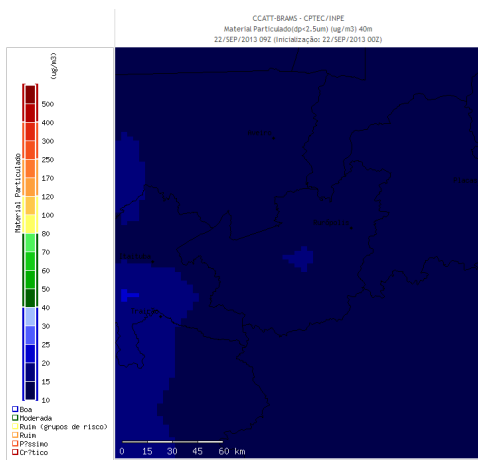 CCATT-BRAMS - CPTEC/INPE
Material Particulado(dp<2.5um) (ug/m3) 40m
22/SEP/2013 09Z (Inicialização: 22/SEP/2013 00Z)
(ug/m3)
Material Particulado
500
400
300
250
170
120
100
80
70
60
50
40
30
25
20
15
10
Boa
Moderada
Ruim (grupos de risco)
Ruim
P?ssimo
Cr?tico
0 15 30 45 60 km